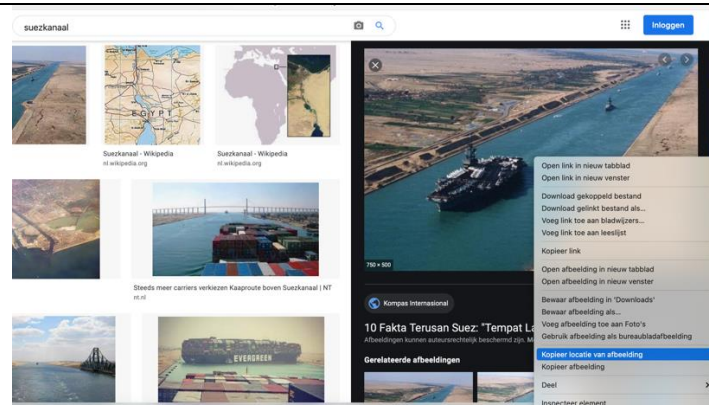 suezkanaal
Inloggen
EGYPT
Suezkanaal - Wikipedia
nl.wikipedia.org
Suezkanaal - Wikipedia
nl.wikipedia.org
Steeds meer carriers verkiezen Kaaproute boven Suezkanaal | NT
nt.nl
EVERGREEN
750 × 500
Kompas Internasional
10 Fakta Terusan Suez: "Tempat La
Afbeeldingen kunnen auteursrechtelijk beschermd zijn.
Gerelateerde afbeeldingen
Open link in nieuw tabblad
Open link in nieuw venster
Download gekoppeld bestand
Download gelinkt bestand als...
Voeg link toe aan bladwijzers...
Voeg link toe aan leeslijst
Kopieer link
Open afbeelding in nieuw tabblad
Open afbeelding in nieuw venster
Bewaar afbeelding in 'Downloads'
Bewaar afbeelding als...
Voeg afbeelding toe aan Foto's
Gebruik afbeelding als bureaubladafbeelding
Kopieer locatie van afbeelding
Kopieer afbeelding
Deel
Inspecteer element